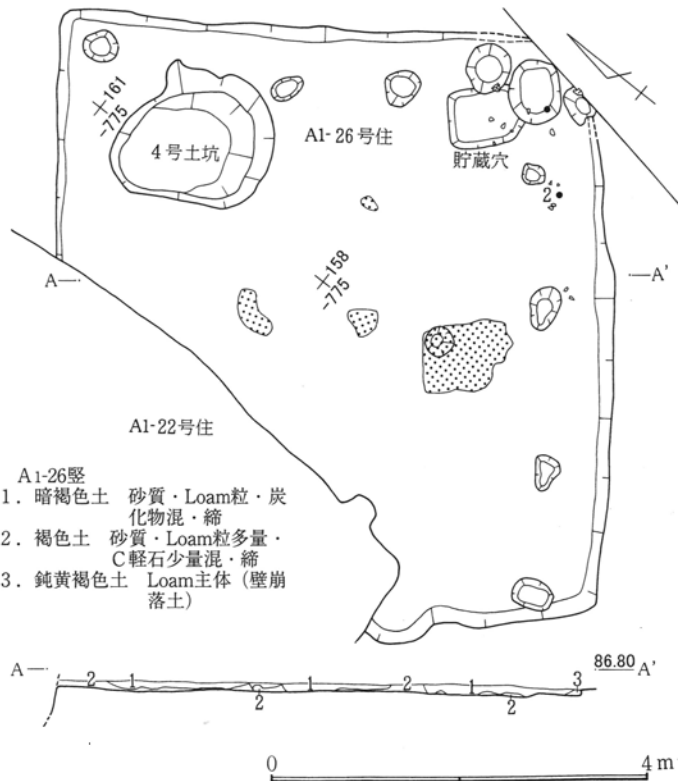 +161
-775
4号土坑
A1-26号住
貯蔵穴
2
+158
-775
A
A'
A1-22号住
A1-26竪
1．暗褐色土　砂質・Loam粒・炭
化物混・締
2．褐色土　砂質・Loam粒多量・
C軽石少量混・締
3．鈍黄褐色土　Loam主体（壁崩
落土）
A
2 1 2 1 2 1 2 3
86.80
A'
0 4m